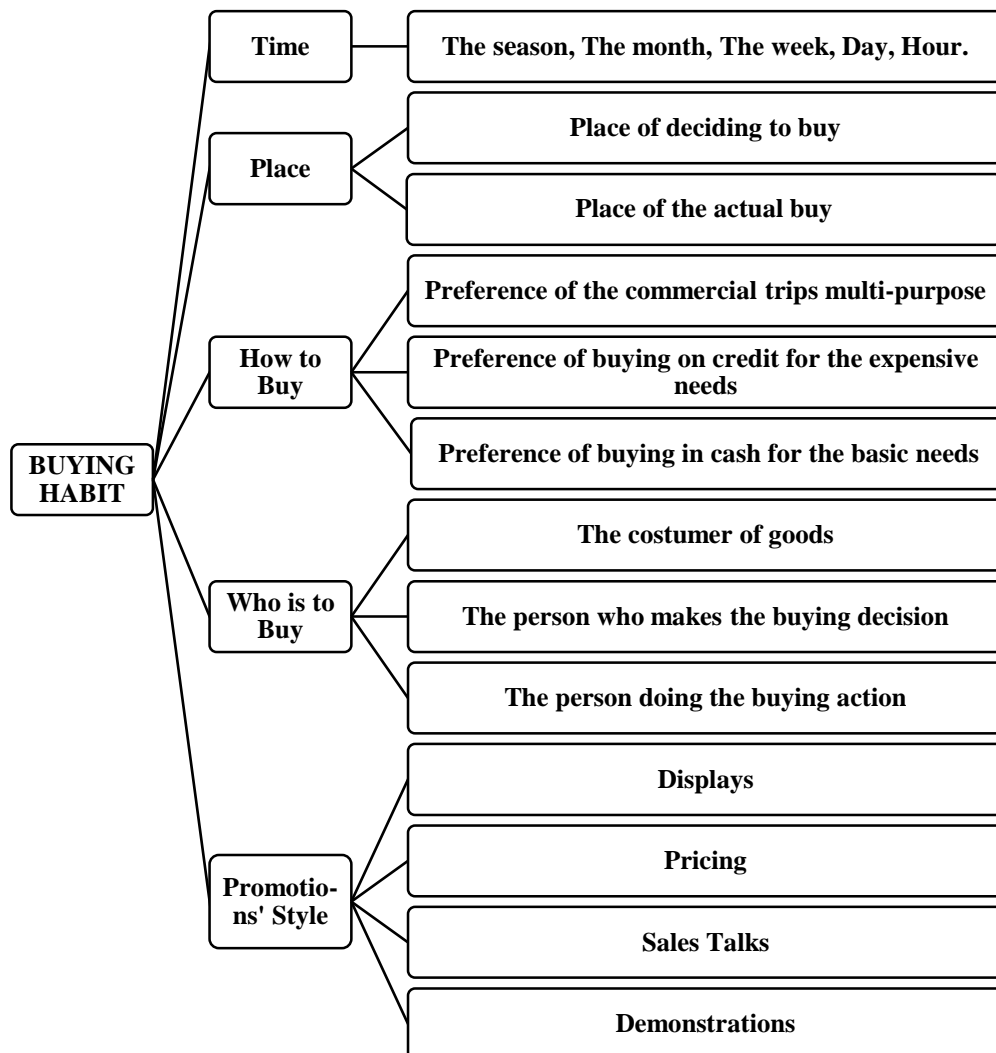 Time
The season, The month, The week, Day, Hour.
Place
Place of deciding to buy
Place of the actual buy
How to
Buy
Preference of the commercial trips multi-purpose
Preference of buying on credit for the expensive
needs
Preference of buying in cash for the basic needs
BUYING
HABIT
Who is to
Buy
The costumer of goods
The person who makes the buying decision
The person doing the buying action
Promotio-
ns' Style
Displays
Pricing
Sales Talks
Demonstrations